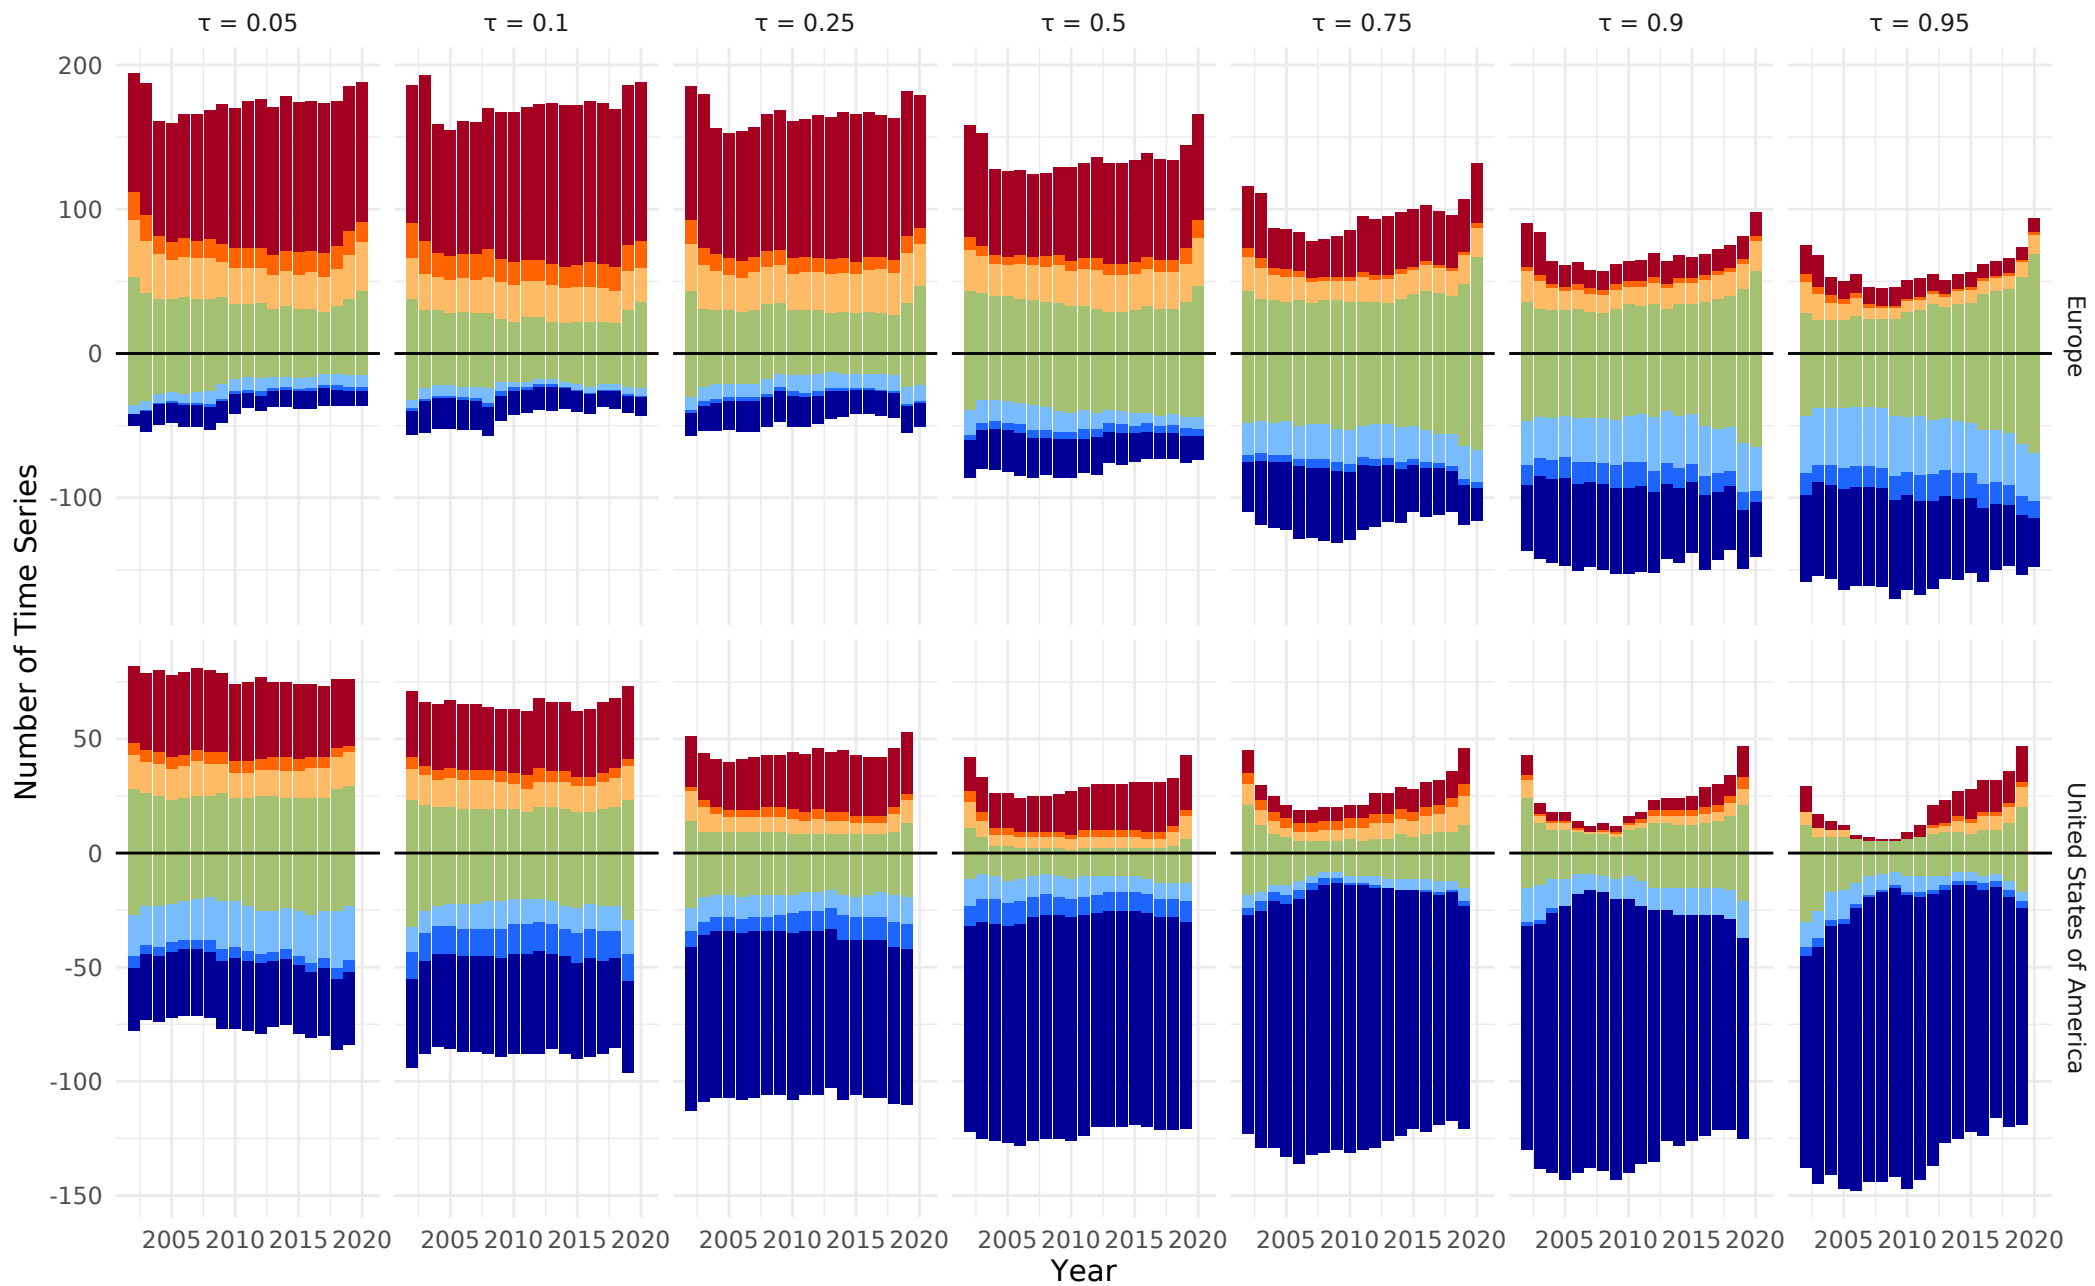 τ = 0.05 τ = 0.1 τ = 0.25 τ = 0.5 τ = 0.75 τ = 0.9 τ = 0.95
200
100
0
-100
Europe
50
0
-50
-100
-150
United States of America
Number of Time Series
2005 2010 2015 2020 2005 2010 2015 2020 2005 2010 2015 2020 2005 2010 2015 2020 2005 2010 2015 2020 2005 2010 2015 2020 2005 2010 2015 2020
Year